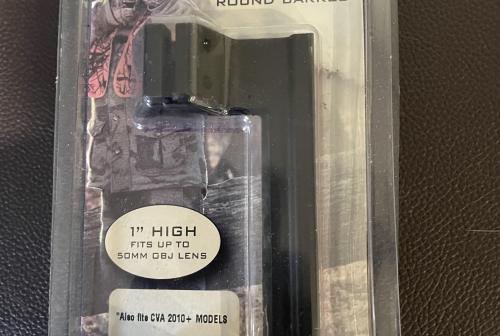 ROUND BARREL
1” HIGH
FITS UP TO
50MM OBJ LENS
"Also fits CVA 2010+ MODELS